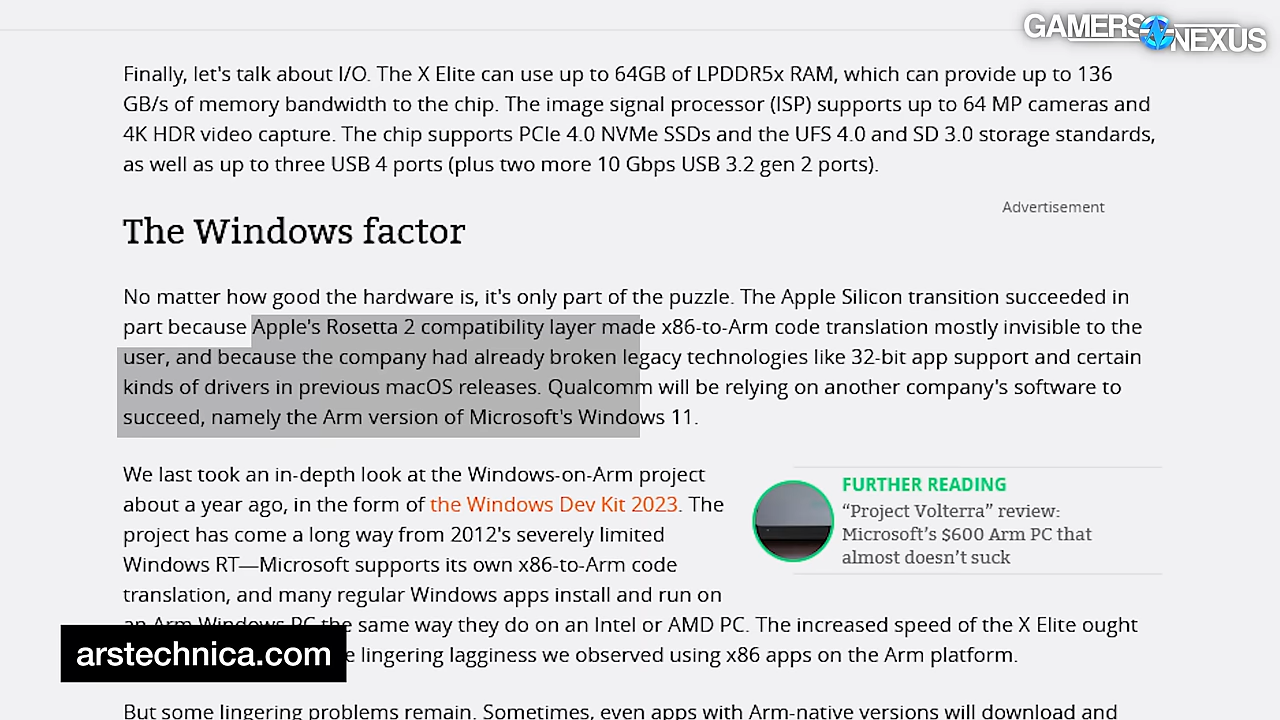 GAMERS NEXUS
Finally, let's talk about I/O. The X Elite can use up to 64GB of LPDDR5x RAM, which can provide up to 136
GB/s of memory bandwidth to the chip. The image signal processor (ISP) supports up to 64 MP cameras and
4K HDR video capture. The chip supports PCIe 4.0 NVMe SSDs and the UFS 4.0 and SD 3.0 storage standards,
as well as up to three USB 4 ports (plus two more 10 Gbps USB 3.2 gen 2 ports).
Advertisement
The Windows factor
No matter how good the hardware is, it's only part of the puzzle. The Apple Silicon transition succeeded in
part because Apple's Rosetta 2 compatibility layer made x86-to-Arm code translation mostly invisible to the
user, and because the company had already broken legacy technologies like 32-bit app support and certain
kinds of drivers in previous macOS releases. Qualcomm will be relying on another company's software to
succeed, namely the Arm version of Microsoft's Windows 11.
We last took an in-depth look at the Windows-on-Arm project
about a year ago, in the form of the Windows Dev Kit 2023. The
project has come a long way from 2012's severely limited
Windows RT—Microsoft supports its own x86-to-Arm code
translation, and many regular Windows apps install and run on
an Arm Windows PC the same way they do on an Intel or AMD PC. The increased speed of the X Elite ought
lingering lagginess we observed using x86 apps on the Arm platform.
FURTHER READING
“Project Volterra” review:
Microsoft’s $600 Arm PC that
almost doesn’t suck
arstechnica.com
But some lingering problems remain. Sometimes, even apps with Arm-native versions will download and